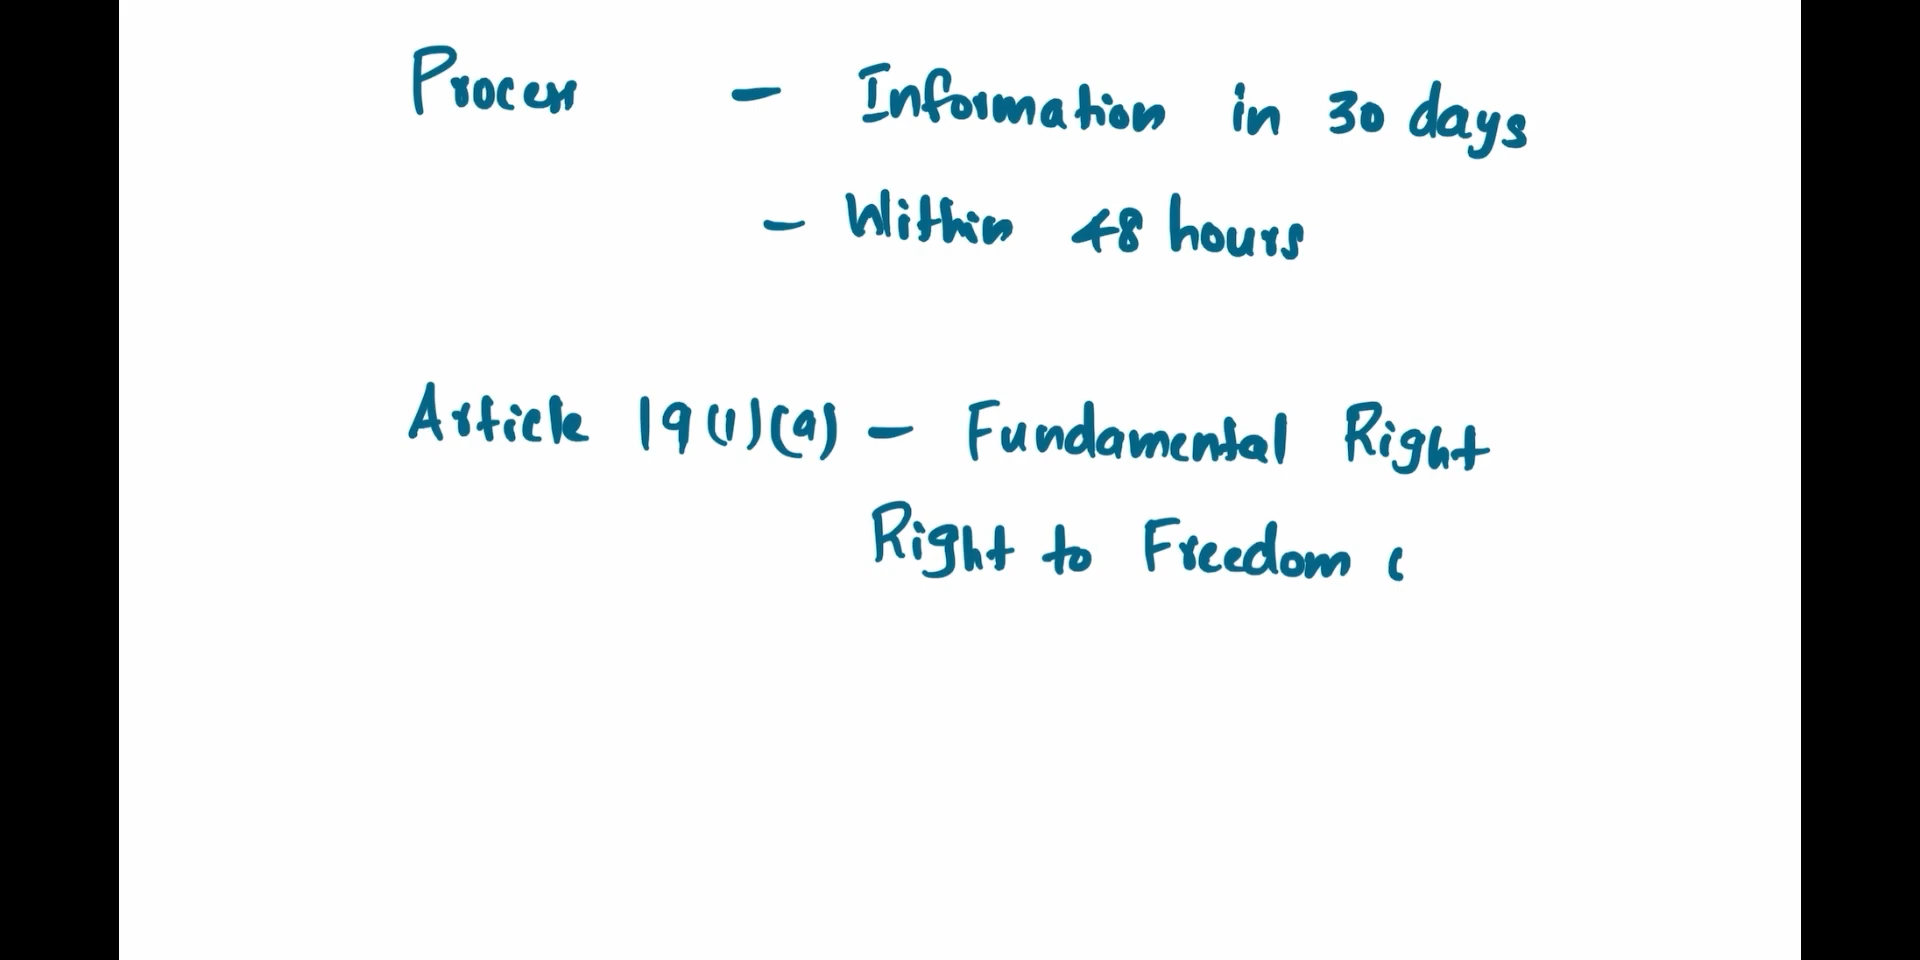 Process - Information in 30 days
- Within 48 hours
Article 19(1)(a) - Fundamental Right
Right to Freedom